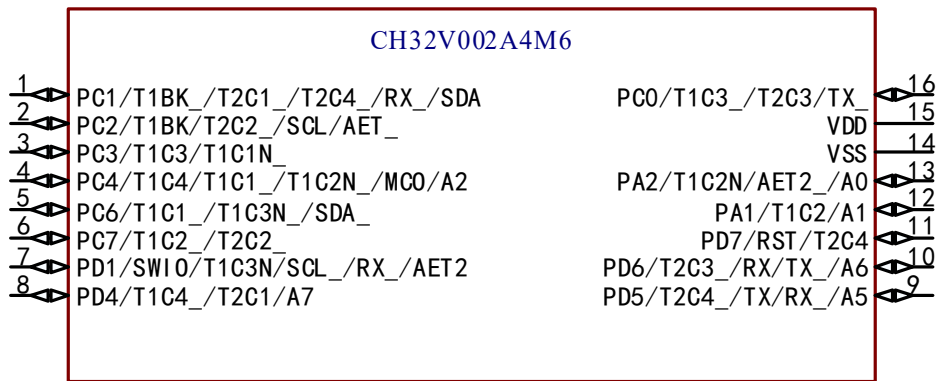 CH32V002A4M6
1 PC1/T1BK_/T2C1_/T2C4_/RX_/SDA PC0/T1C3_/T2C3/TX_ 16
2 PC2/T1BK/T2C2_/SCL/AET_ VDD 15
3 PC3/T1C3/T1C1N_ VSS 14
4 PC4/T1C4/T1C1_/T1C2N_/MCO/A2 PA2/T1C2N/AET2_/A0 13
5 PC6/T1C1_/T1C3N_/SDA_ PA1/T1C2/A1 12
6 PC7/T1C2_/T2C2_ PD7/RST/T2C4 11
7 PD1/SWIO/T1C3N/SCL_/RX_/AET2 PD6/T2C3_/RX/TX_/A6 10
8 PD4/T1C4_/T2C1/A7 PD5/T2C4_/TX/RX_/A5 9